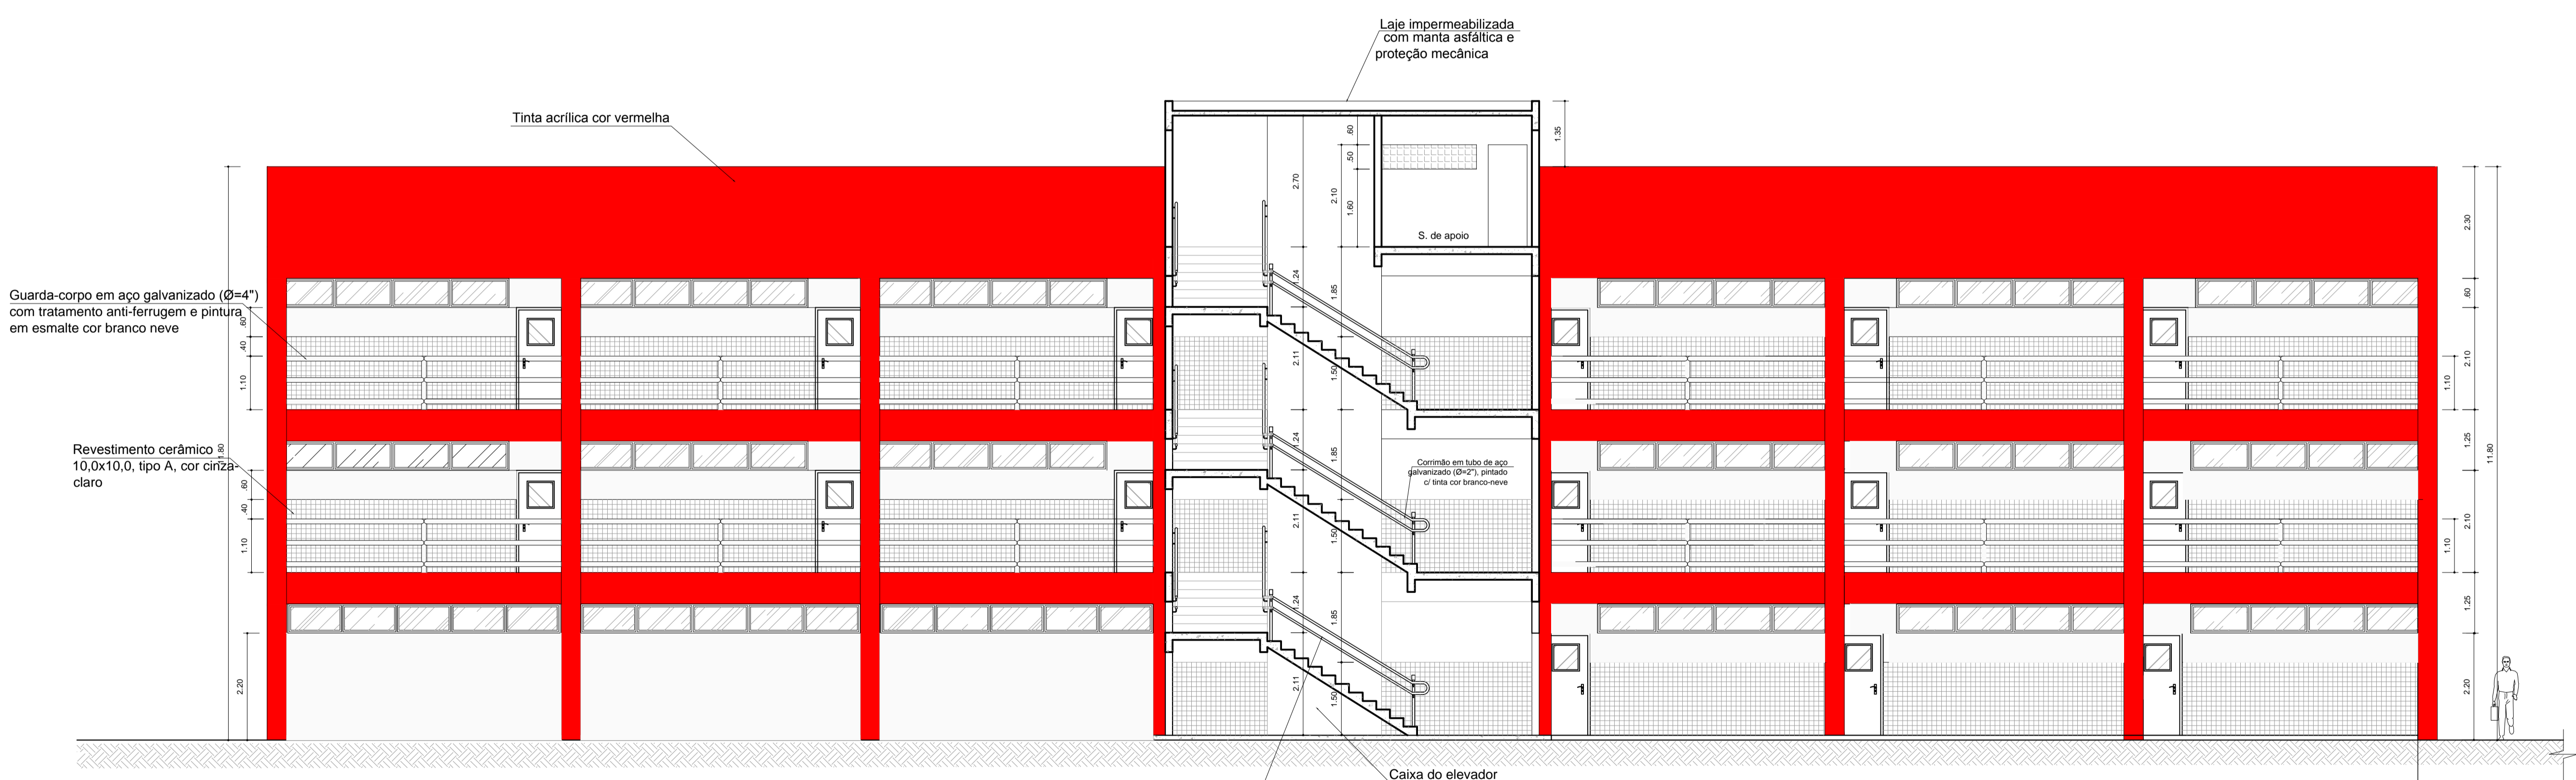 Laje impermeabilizada
com manta asfáltica e
proteção mecânica
Tinta acrílica cor vermelha
1.35
.60
.50
2.70
2.10
1.60
S. de apoio
2.30
Guarda-corpo em aço galvanizado (Ø=4")
com tratamento anti-ferrugem e pintura
em esmalte cor branco neve
.60
.40
1.10
1.24
1.85
2.11
1.50
.60
2.10
1.10
Revestimento cerâmico
10,0x10,0, tipo A, cor cinza-
claro
1.80
.60
.40
1.10
1.24
1.85
2.11
1.50
Corrimão em tubo de aço
galvanizado (Ø=2"), pintado
c/ tinta cor branco-neve
1.25
11.80
2.10
1.10
1.24
1.85
2.11
1.50
1.25
2.20
2.20
Caixa do elevador